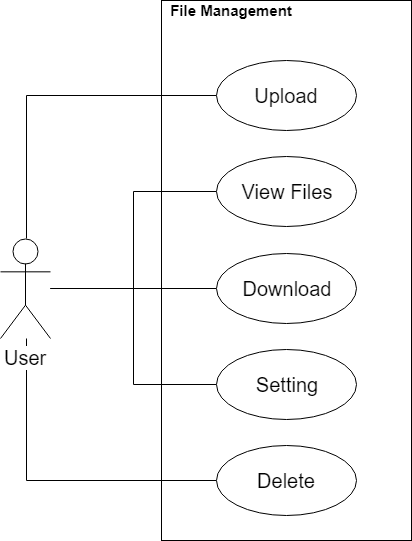 File Management
Upload
View Files
Download
Setting
User
Delete